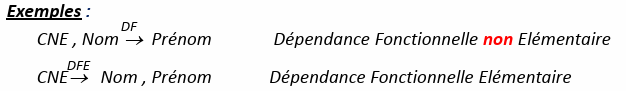 Exemples :
CNE , Nom DF → Prénom Dépendance Fonctionnelle non Elémentaire
CNE DFE → Nom , Prénom Dépendance Fonctionnelle Elémentaire